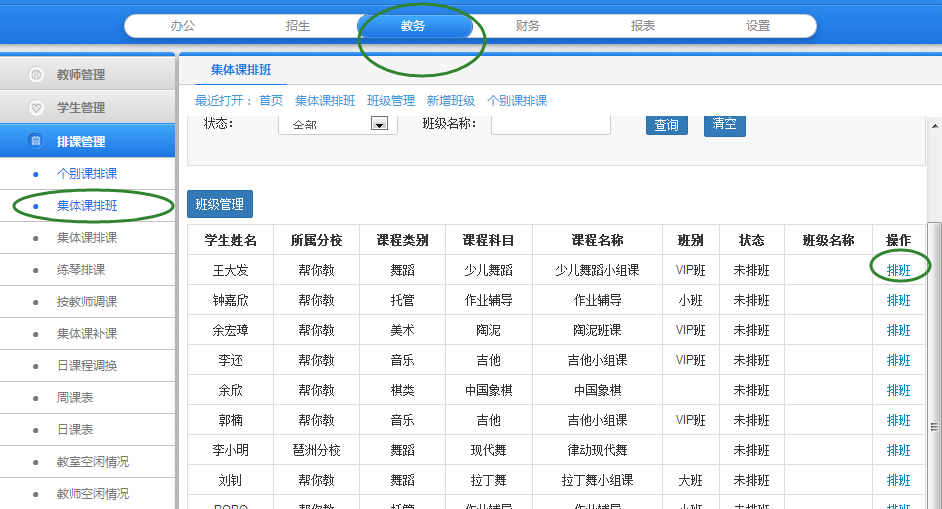 办公 招生 教务 财务 报表 设置
教师管理
学生管理
排课管理
个别课排课
集体课排班
集体课排课
练琴排课
按教师调课
集体课补课
日课程调换
周课表
日课表
教室空闲情况
教师空闲情况
集体课排班
最近打开： 首页 集体课排班 班级管理 新增班级 个别课排课
状态： 全部 班级名称： 查询 清空
班级管理
学生姓名 所属分校 课程类别 课程科目 课程名称 班别 状态 班级名称 操作
王大发 帮你教 舞蹈 少儿舞蹈 少儿舞蹈小组课 VIP班 未排班 排班
钟嘉欣 帮你教 托管 作业辅导 作业辅导 小班 未排班 排班
余宏璋 帮你教 美术 陶泥 陶泥班课 VIP班 未排班 排班
李还 帮你教 音乐 吉他 吉他小组课 VIP班 未排班 排班
余欣 帮你教 棋类 中国象棋 中国象棋 未排班 排班
郭楠 帮你教 音乐 吉他 吉他小组课 VIP班 未排班 排班
李小明 琶洲分校 舞蹈 现代舞 律动现代舞 未排班 排班
刘钊 帮你教 舞蹈 拉丁舞 拉丁舞小组课 大班 未排班 排班
帮你教 托管 作业辅导 作业辅导 小班 未排班 排班